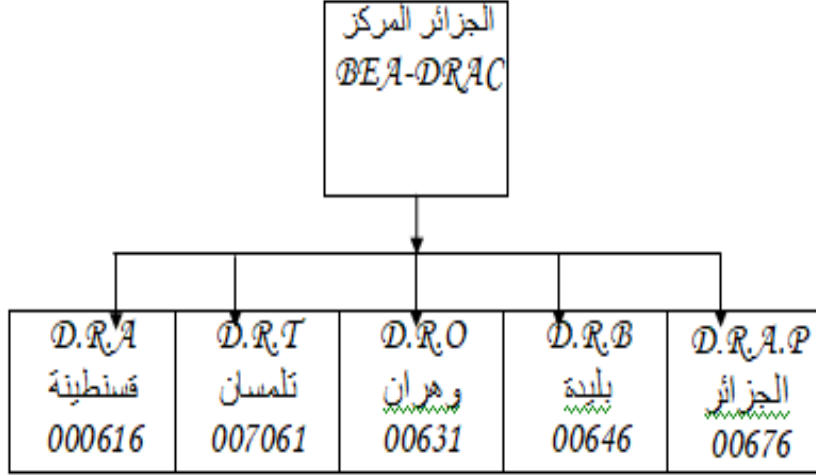 الجزائر المركز
BEA-DRAC
D.R.A
قسنطينة
000616
D.R.T
تلمسان
007061
D.R.O
وهران
00631
D.R.B
بليدة
00646
D.R.A.P
الجزائر
00676